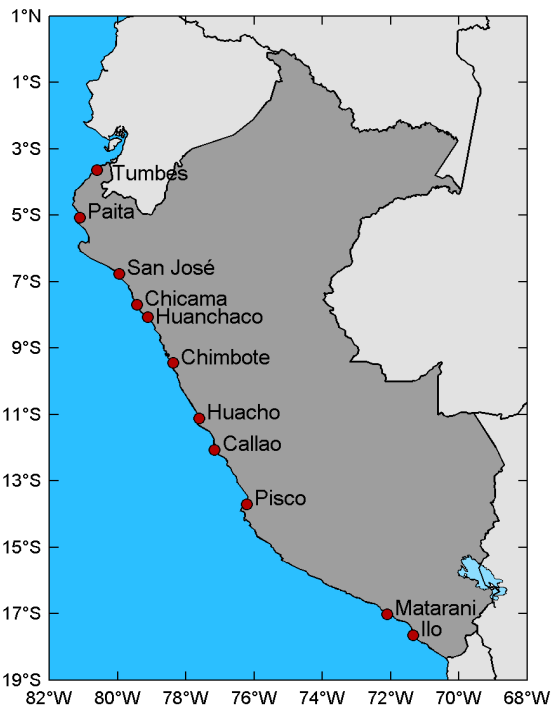 1°N
1°S
3°S
Tumbes
5°S
Paita
7°S
San José
Chicama
Huanchaco
9°S
Chimbote
11°S
Huacho
Callao
13°S
Pisco
15°S
17°S
Matarani
Ilo
19°S
82°W 80°W 78°W 76°W 74°W 72°W 70°W 68°W